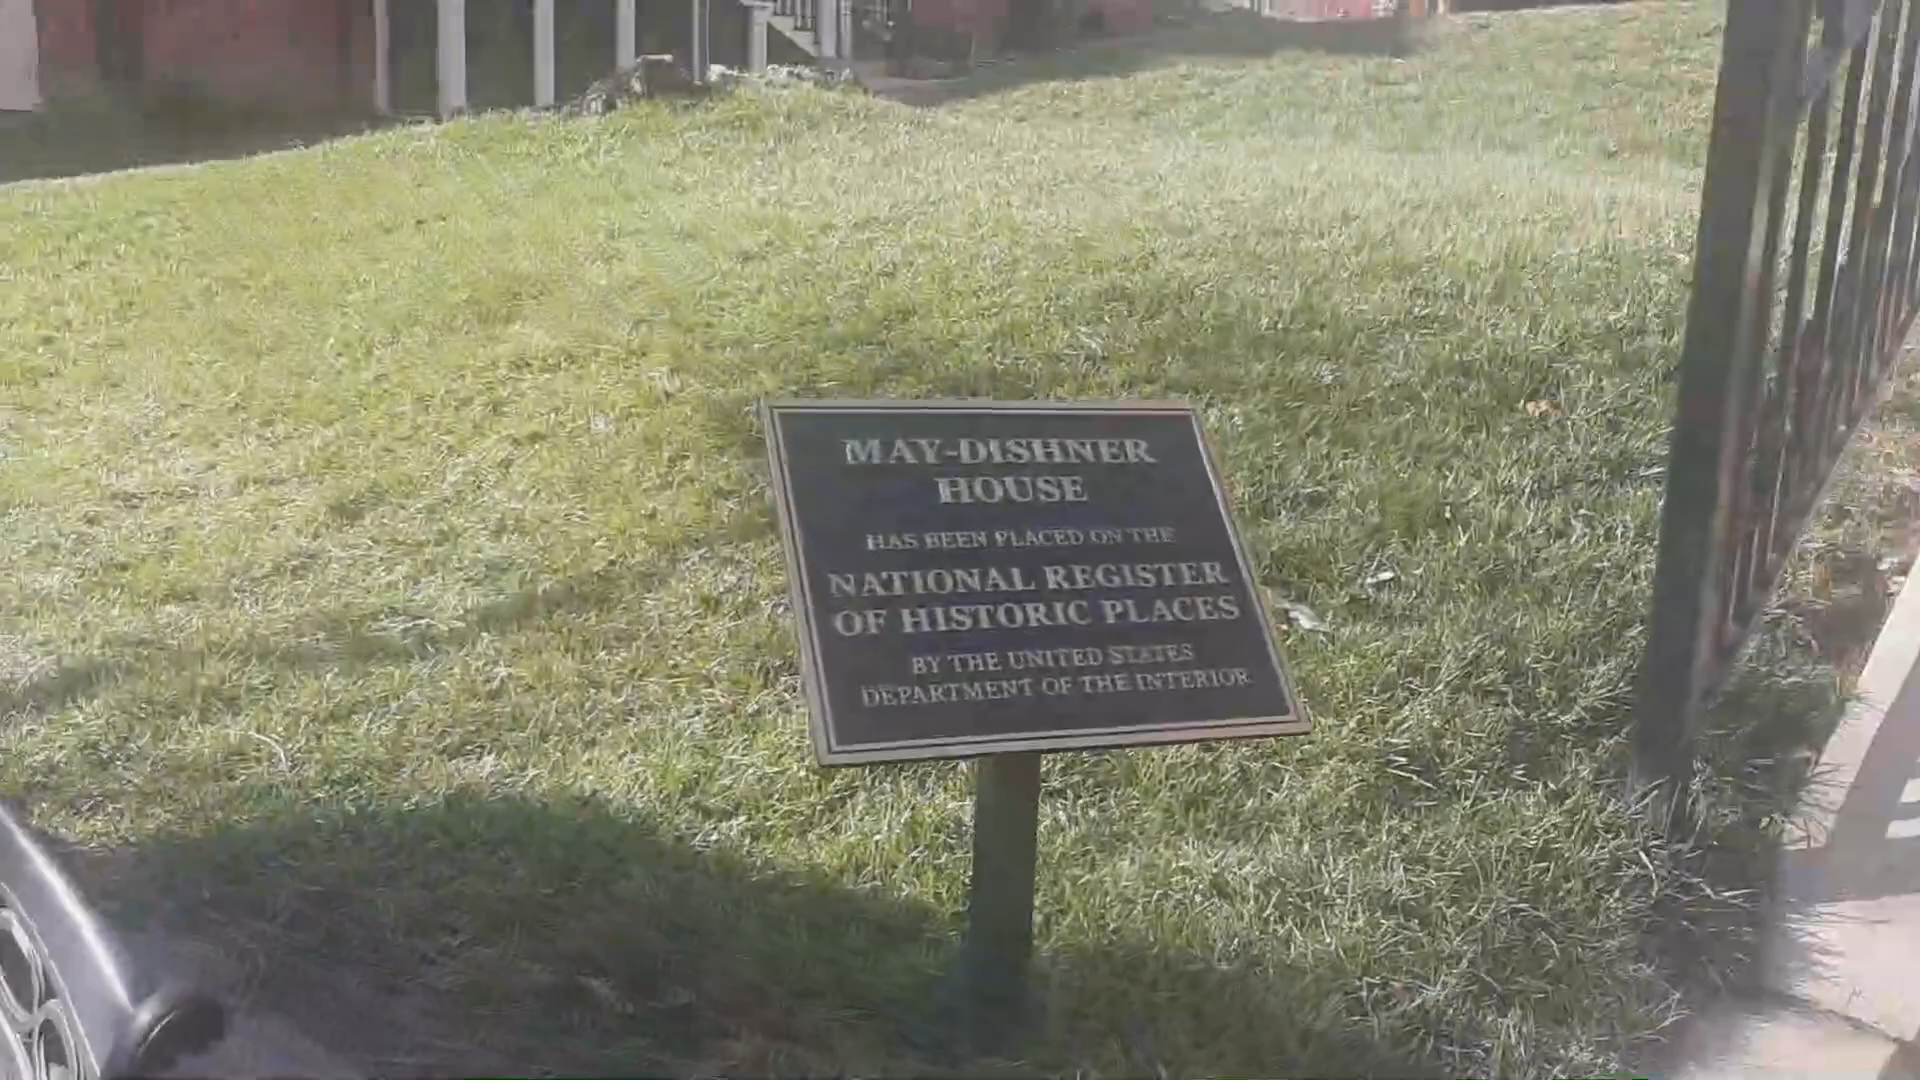 MAY-DISHNER
HOUSE
HAS BEEN PLACED ON THE
NATIONAL REGISTER
OF HISTORIC PLACES
BY THE UNITED STATES
DEPARTMENT OF THE INTERIOR